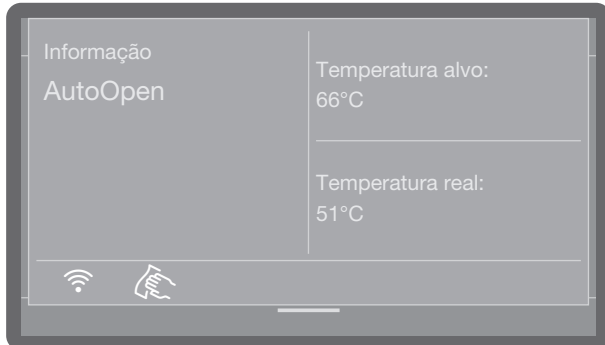 Informação
AutoOpen
Temperatura alvo:
66°C
Temperatura real:
51°C